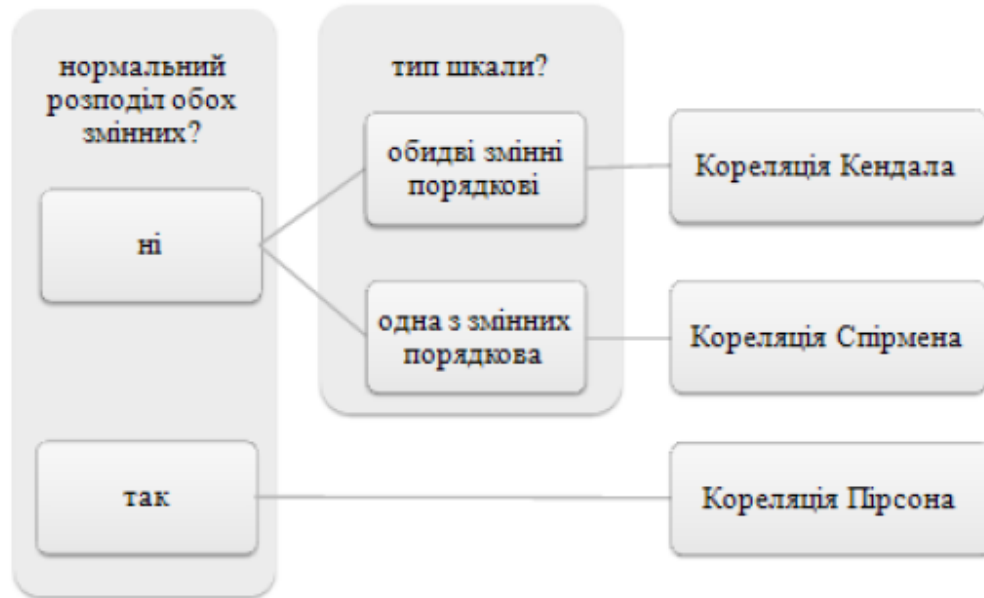 нормальний
розподіл обох
змінних?
ні
так
тип шкали?
обидві змінні
порядкові
одна з змінних
порядкова
Кореляція Кендала
Кореляція Спірмена
Кореляція Пірсона